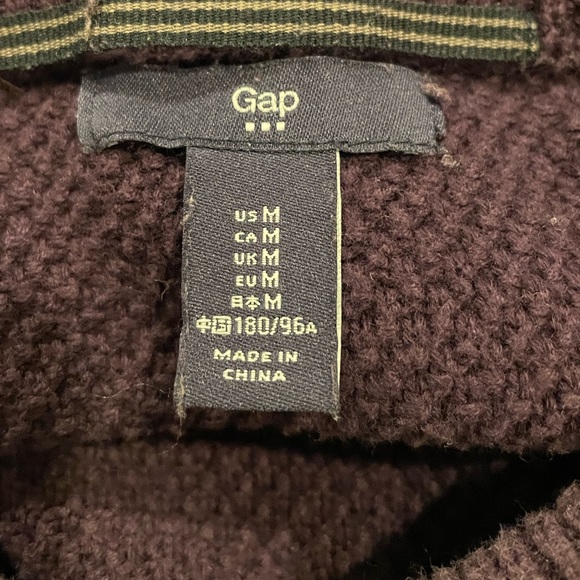 Gap
US M
CA M
UK M
EU M
日本 M
中国 180/96A
MADE IN
CHINA